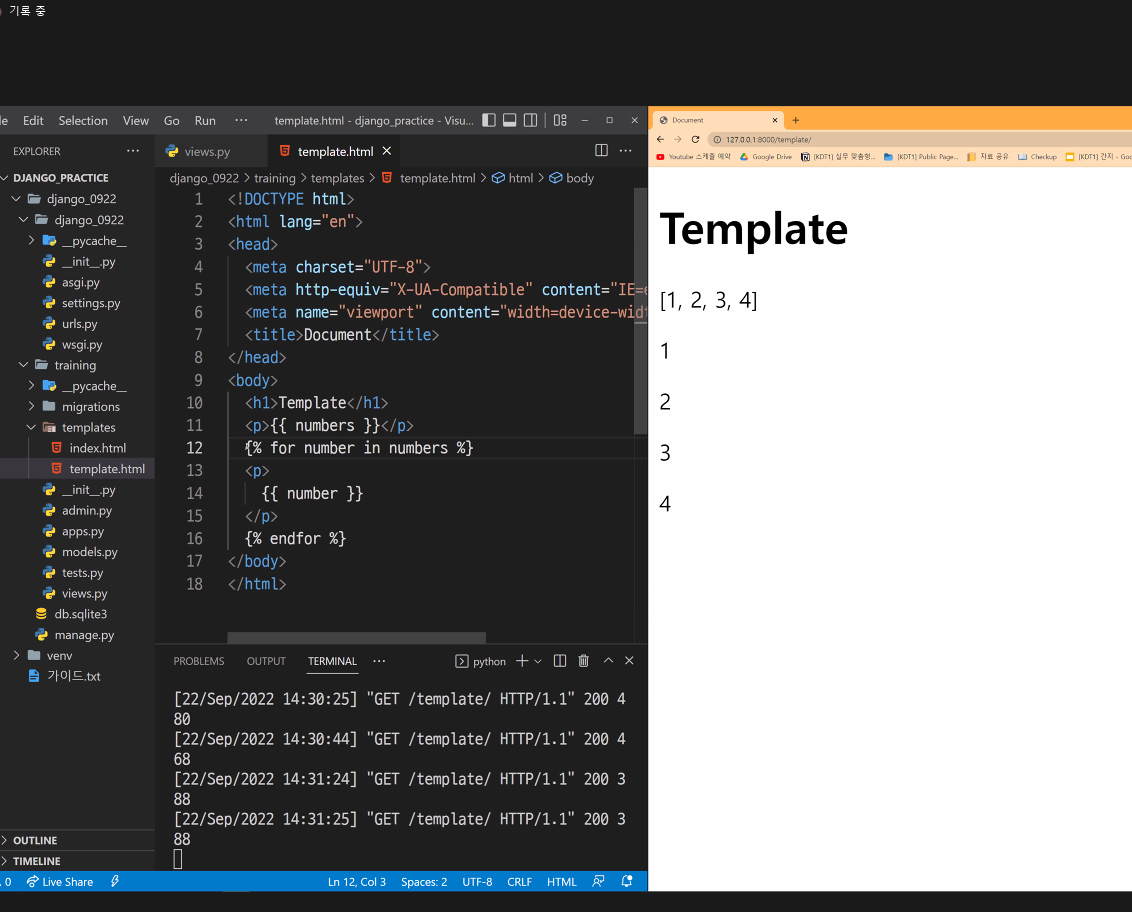 기록 중
Edit Selection View Go Run ··· template.html - django_practice - Visu...
EXPLORER ···
views.py
template.html
django_0922 > training > templates > template.html > html > body
DJANGO_PRACTICE
django_0922
django_0922
__pycache__
__init__.py
asgi.py
settings.py
urls.py
wsgi.py
training
__pycache__
migrations
templates
index.html
template.html
__init__.py
admin.py
apps.py
models.py
tests.py
views.py
db.sqlite3
manage.py
venv
가이드.txt
OUTLINE
TIMELINE
1 <!DOCTYPE html>
2 <html lang="en">
3 <head>
4 <meta charset="UTF-8">
5 <meta http-equiv="X-UA-Compatible" content="IE=e
6 <meta name="viewport" content="width=device-widt
7 <title>Document</title>
8 </head>
9 <body>
10 <h1>Template</h1>
11 <p>{{ numbers }}</p>
12 {% for number in numbers %}
13 <p>
14 {{ number }}
15 </p>
16 {% endfor %}
17 </body>
18 </html>
PROBLEMS OUTPUT TERMINAL ··· python
[22/Sep/2022 14:30:25] "GET /template/ HTTP/1.1" 200 4
80
[22/Sep/2022 14:30:44] "GET /template/ HTTP/1.1" 200 4
68
[22/Sep/2022 14:31:24] "GET /template/ HTTP/1.1" 200 3
88
[22/Sep/2022 14:31:25] "GET /template/ HTTP/1.1" 200 3
88
0 Live Share Ln 12, Col 3 Spaces: 2 UTF-8 CRLF HTML
Document
127.0.0.1:8000/template/
Youtube 스케줄 예약 Google Drive [KDT1] 실무 맞춤형... [KDT1] Public Page... 자료 공유 Checkup [KDT1] 간지 - Goo
Template
[1, 2, 3, 4]
1
2
3
4